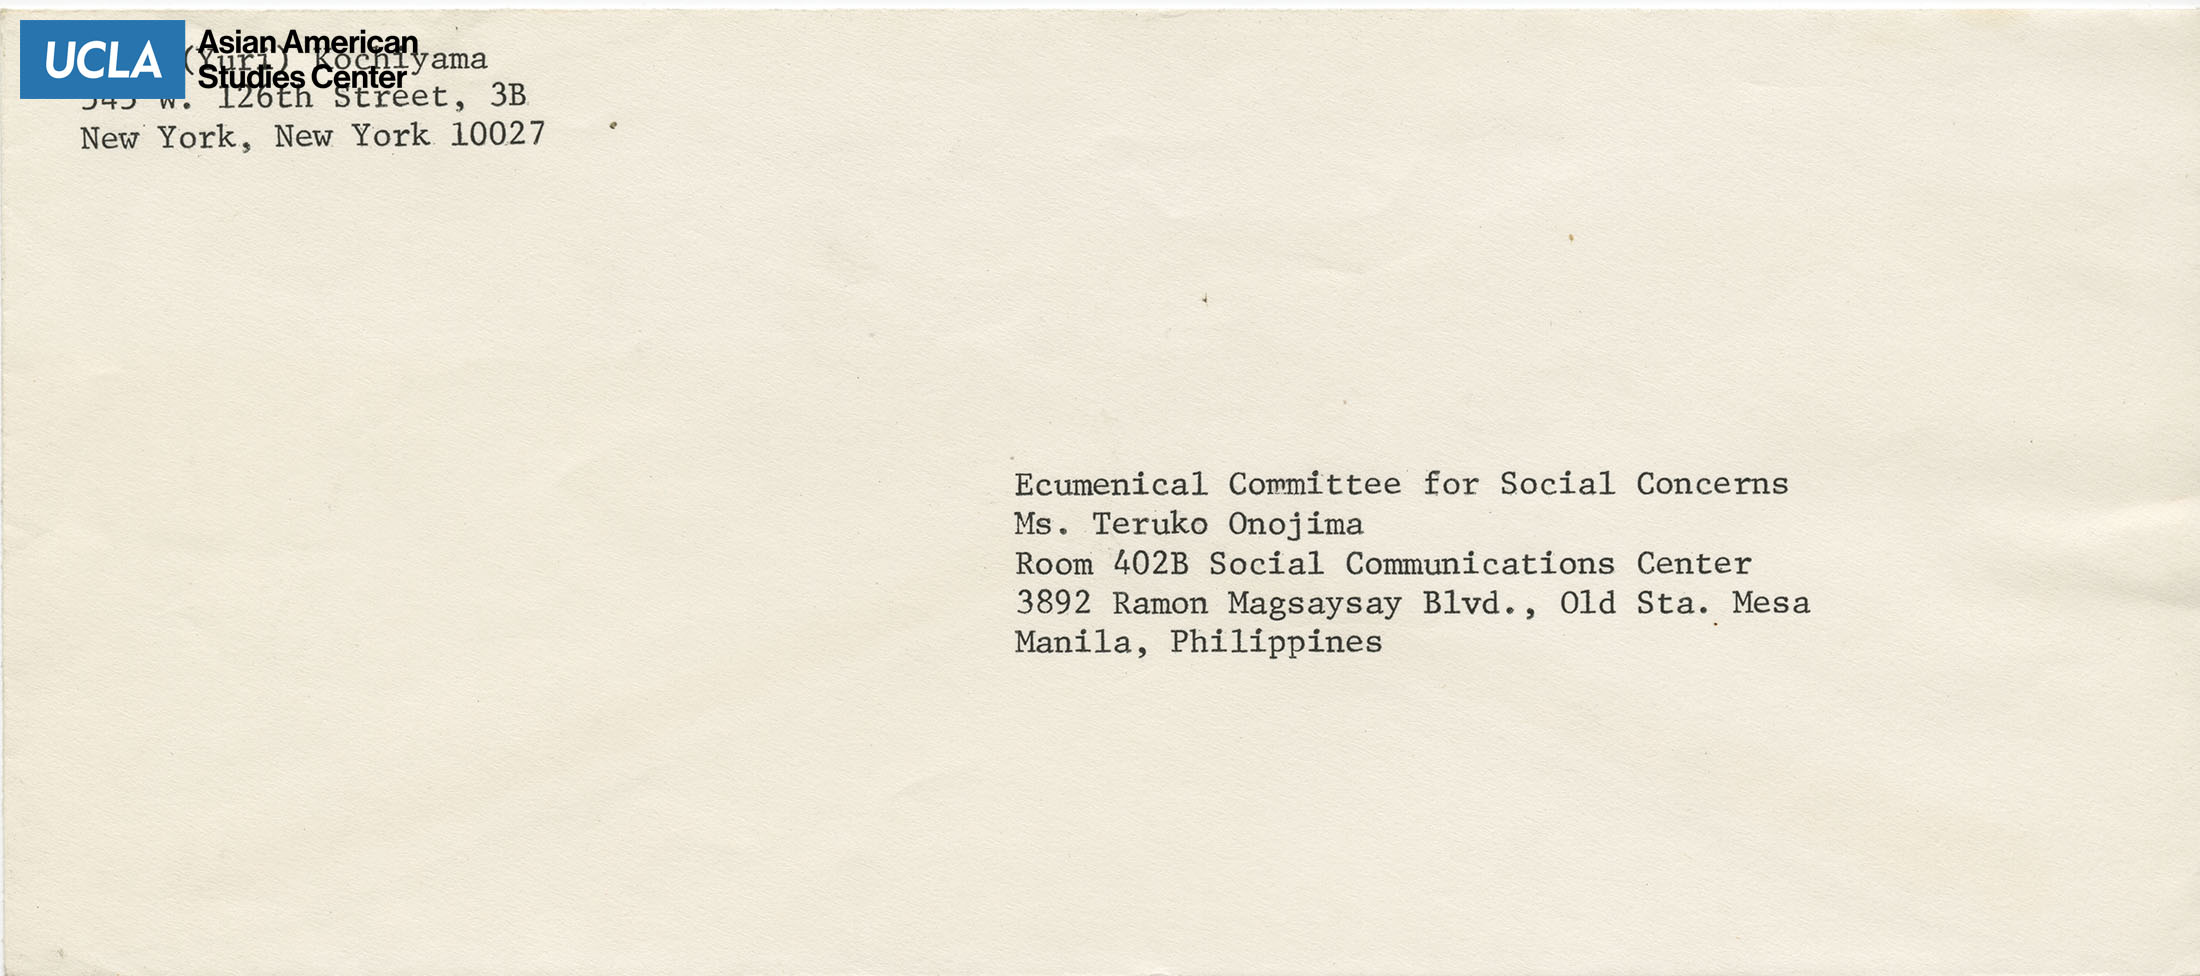 UCLA Asian American
Studies Center
(Yuri) Kochiyama
W. 126th Street, 3B
New York, New York 10027
Ecumenical Committee for Social Concerns
Ms. Teruko Onojima
Room 402B Social Communications Center
3892 Ramon Magsaysay Blvd., Old Sta. Mesa
Manila, Philippines